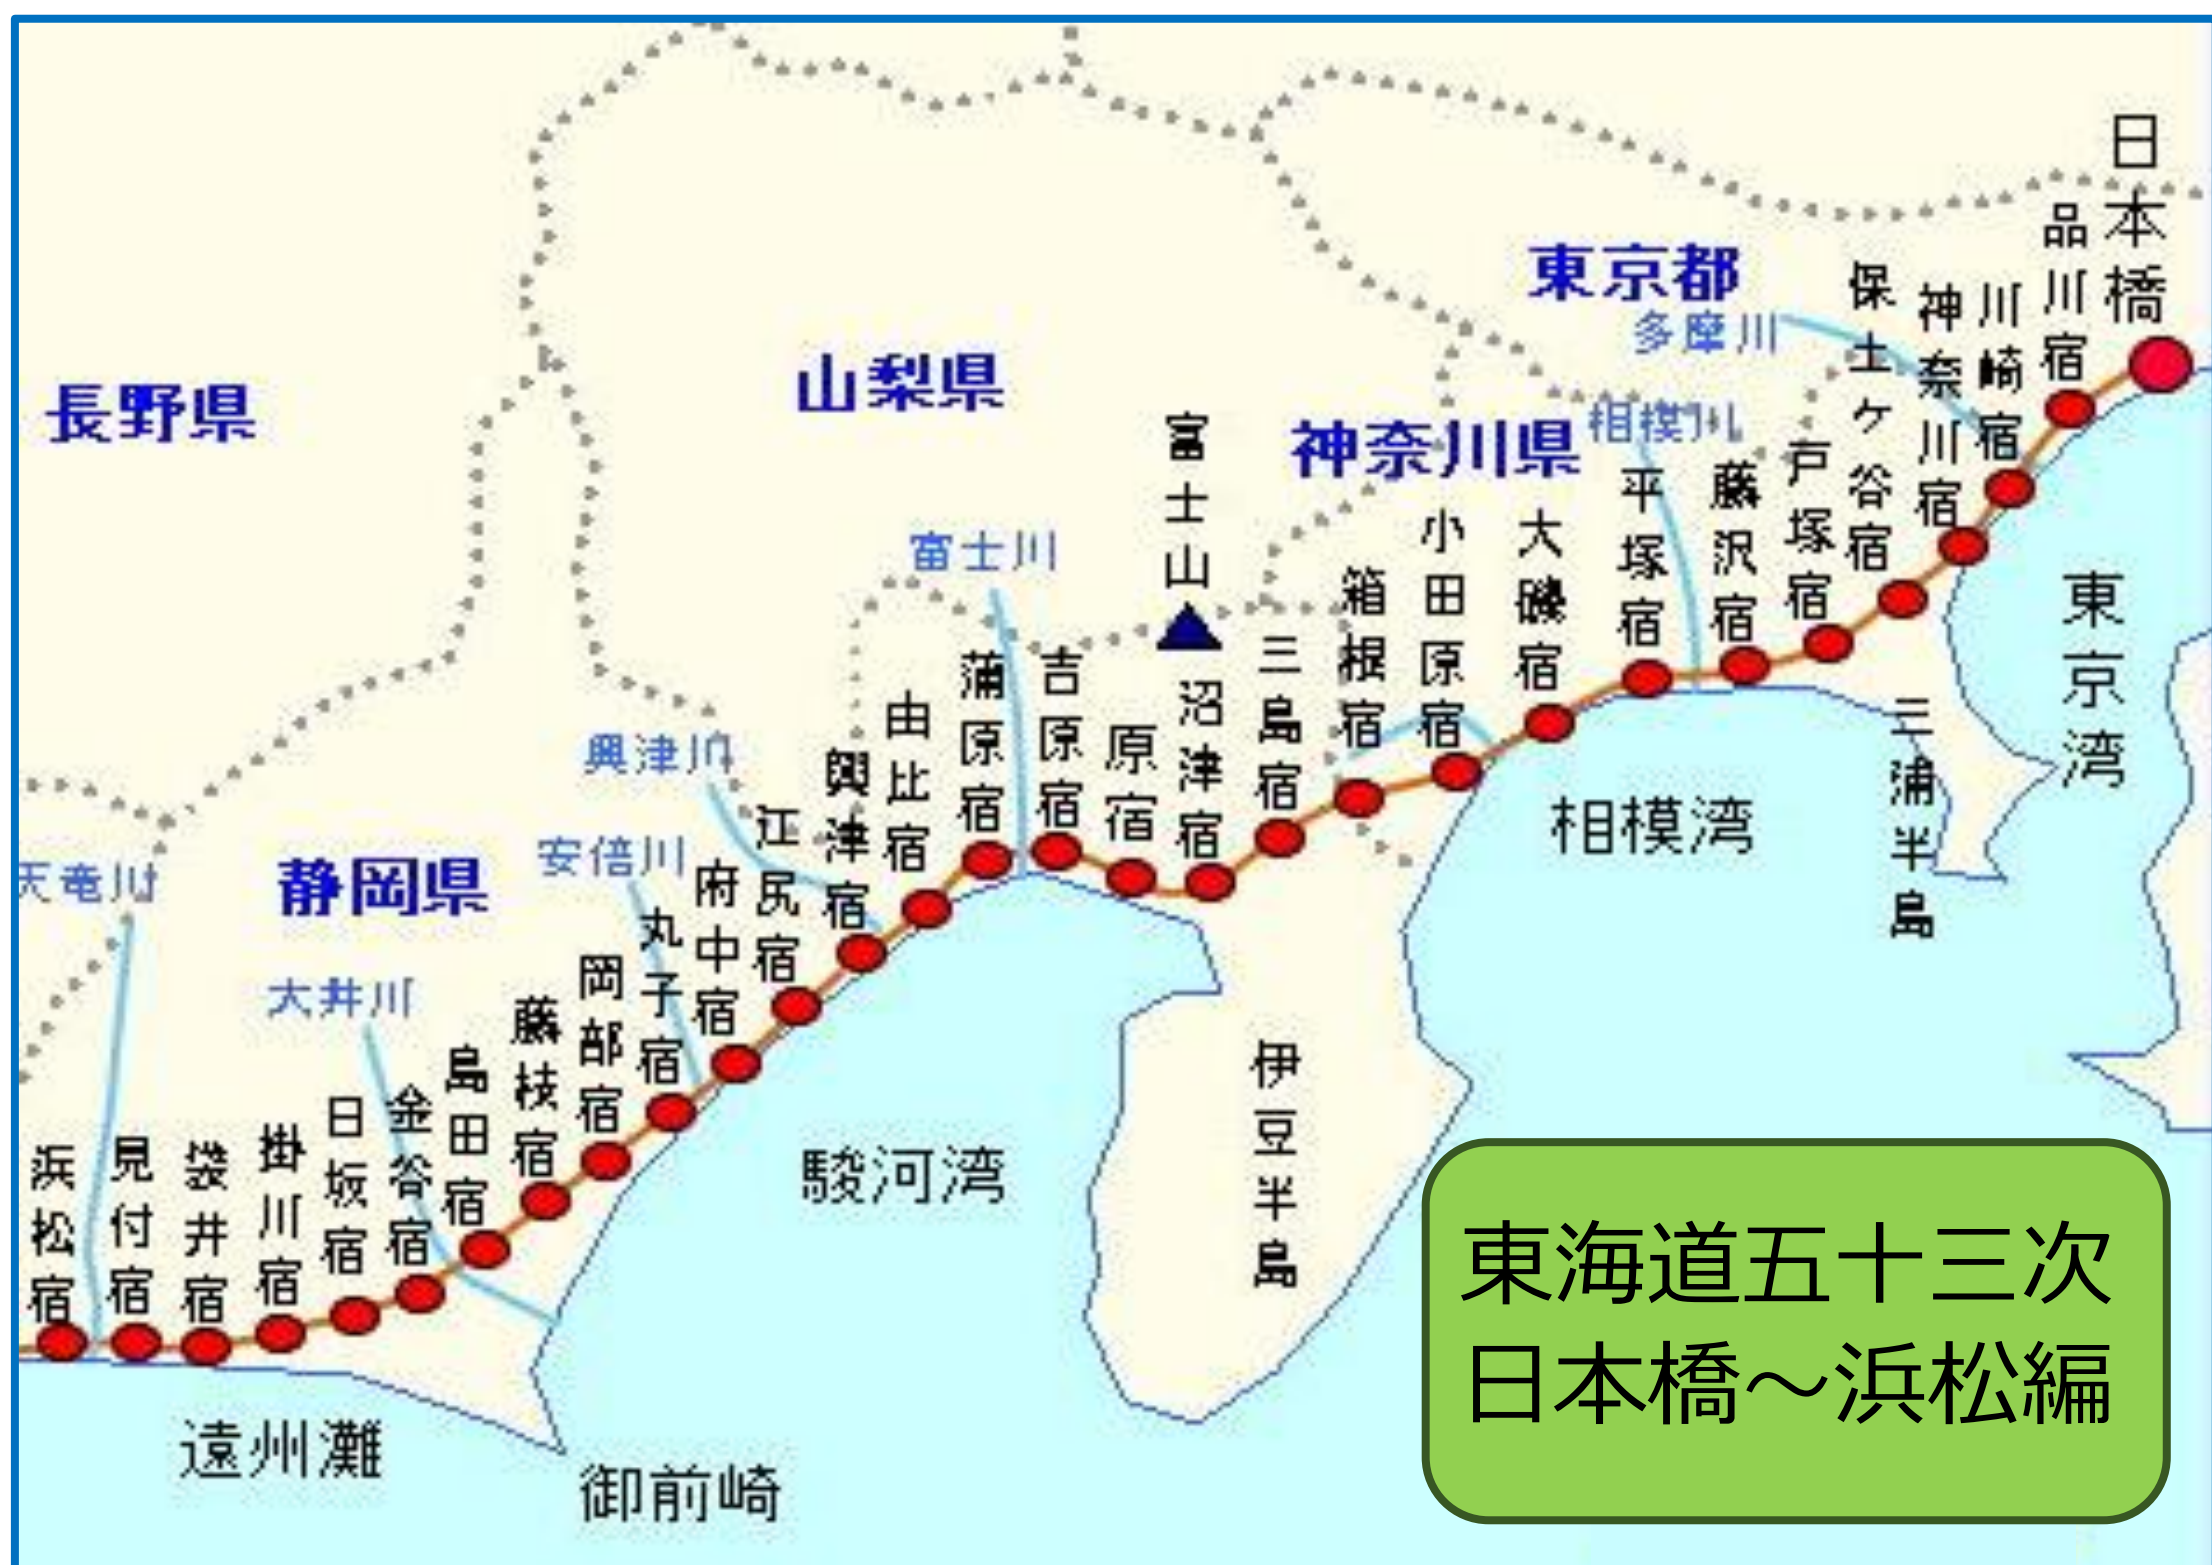 日本橋
品川宿
川崎宿
神奈川宿
保土ケ谷宿
戸塚宿
藤沢宿
平塚宿
大磯宿
小田原宿
箱根宿
三島宿
沼津宿
原宿
吉原宿
蒲原宿
由比宿
興津宿
江尻宿
府中宿
丸子宿
岡部宿
藤枝宿
島田宿
金谷宿
日坂宿
掛川宿
袋井宿
見付宿
浜松宿
東京都
神奈川県
山梨県
長野県
静岡県
多摩川
相模川
富士川
興津川
安倍川
大井川
天竜川
富士山
東京湾
三浦半島
相模湾
伊豆半島
駿河湾
御前崎
遠州灘
東海道五十三次
日本橋～浜松編